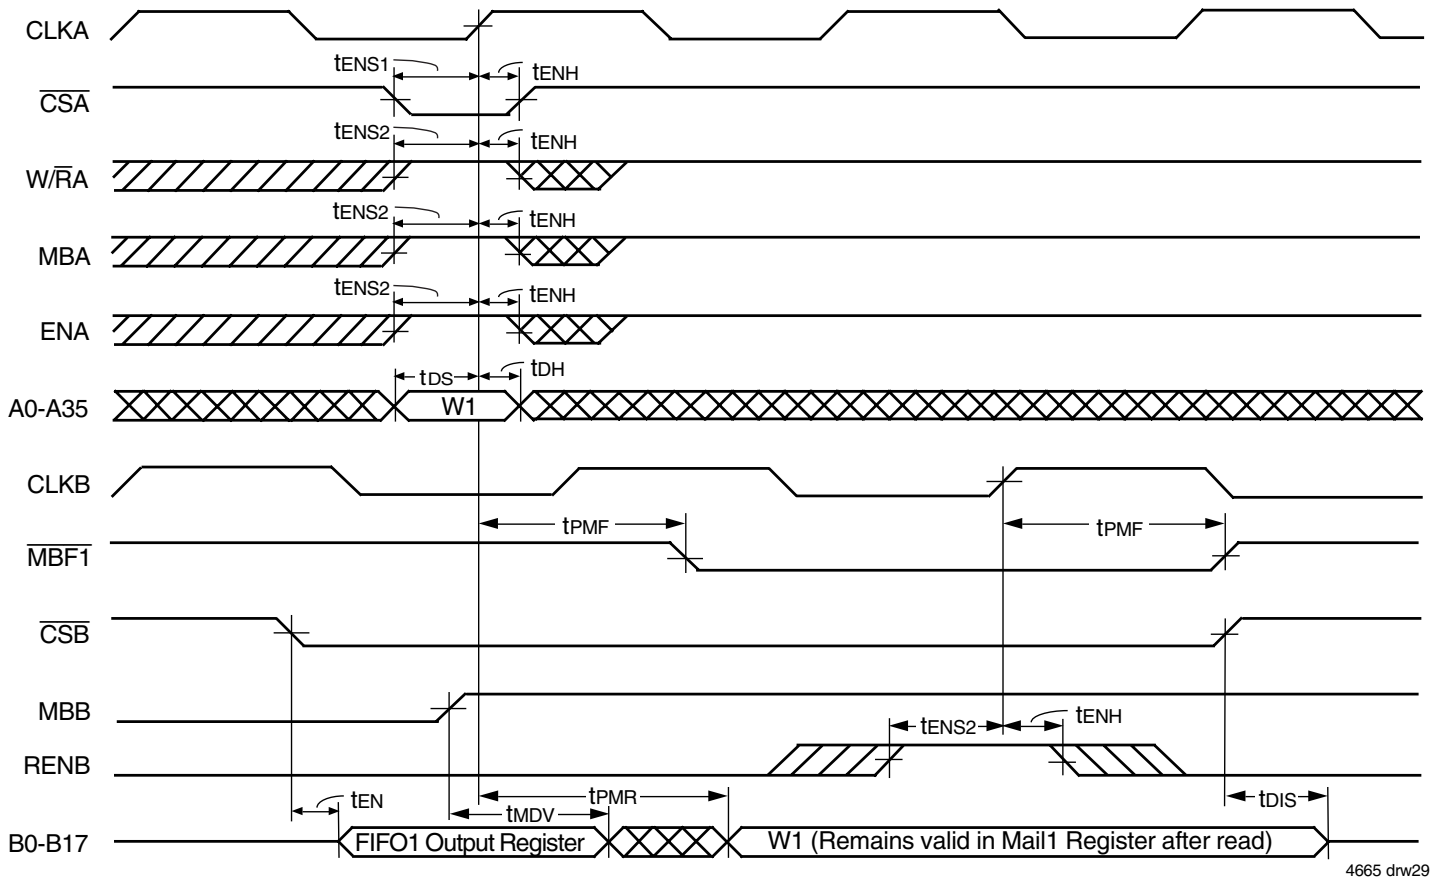 CLKA
tENS1
tENH
CSA
tENS2
tENH
W/RA
tENS2
tENH
MBA
tENS2
tENH
ENA
tDS
tDH
A0-A35
W1
CLKB
tPMF
tPMF
MBF1
CSB
MBB
tENS2
tENH
RENB
tEN
tPMR
tMDV
tDIS
B0-B17
FIFO1 Output Register
W1 (Remains valid in Mail1 Register after read)
4665 drw29